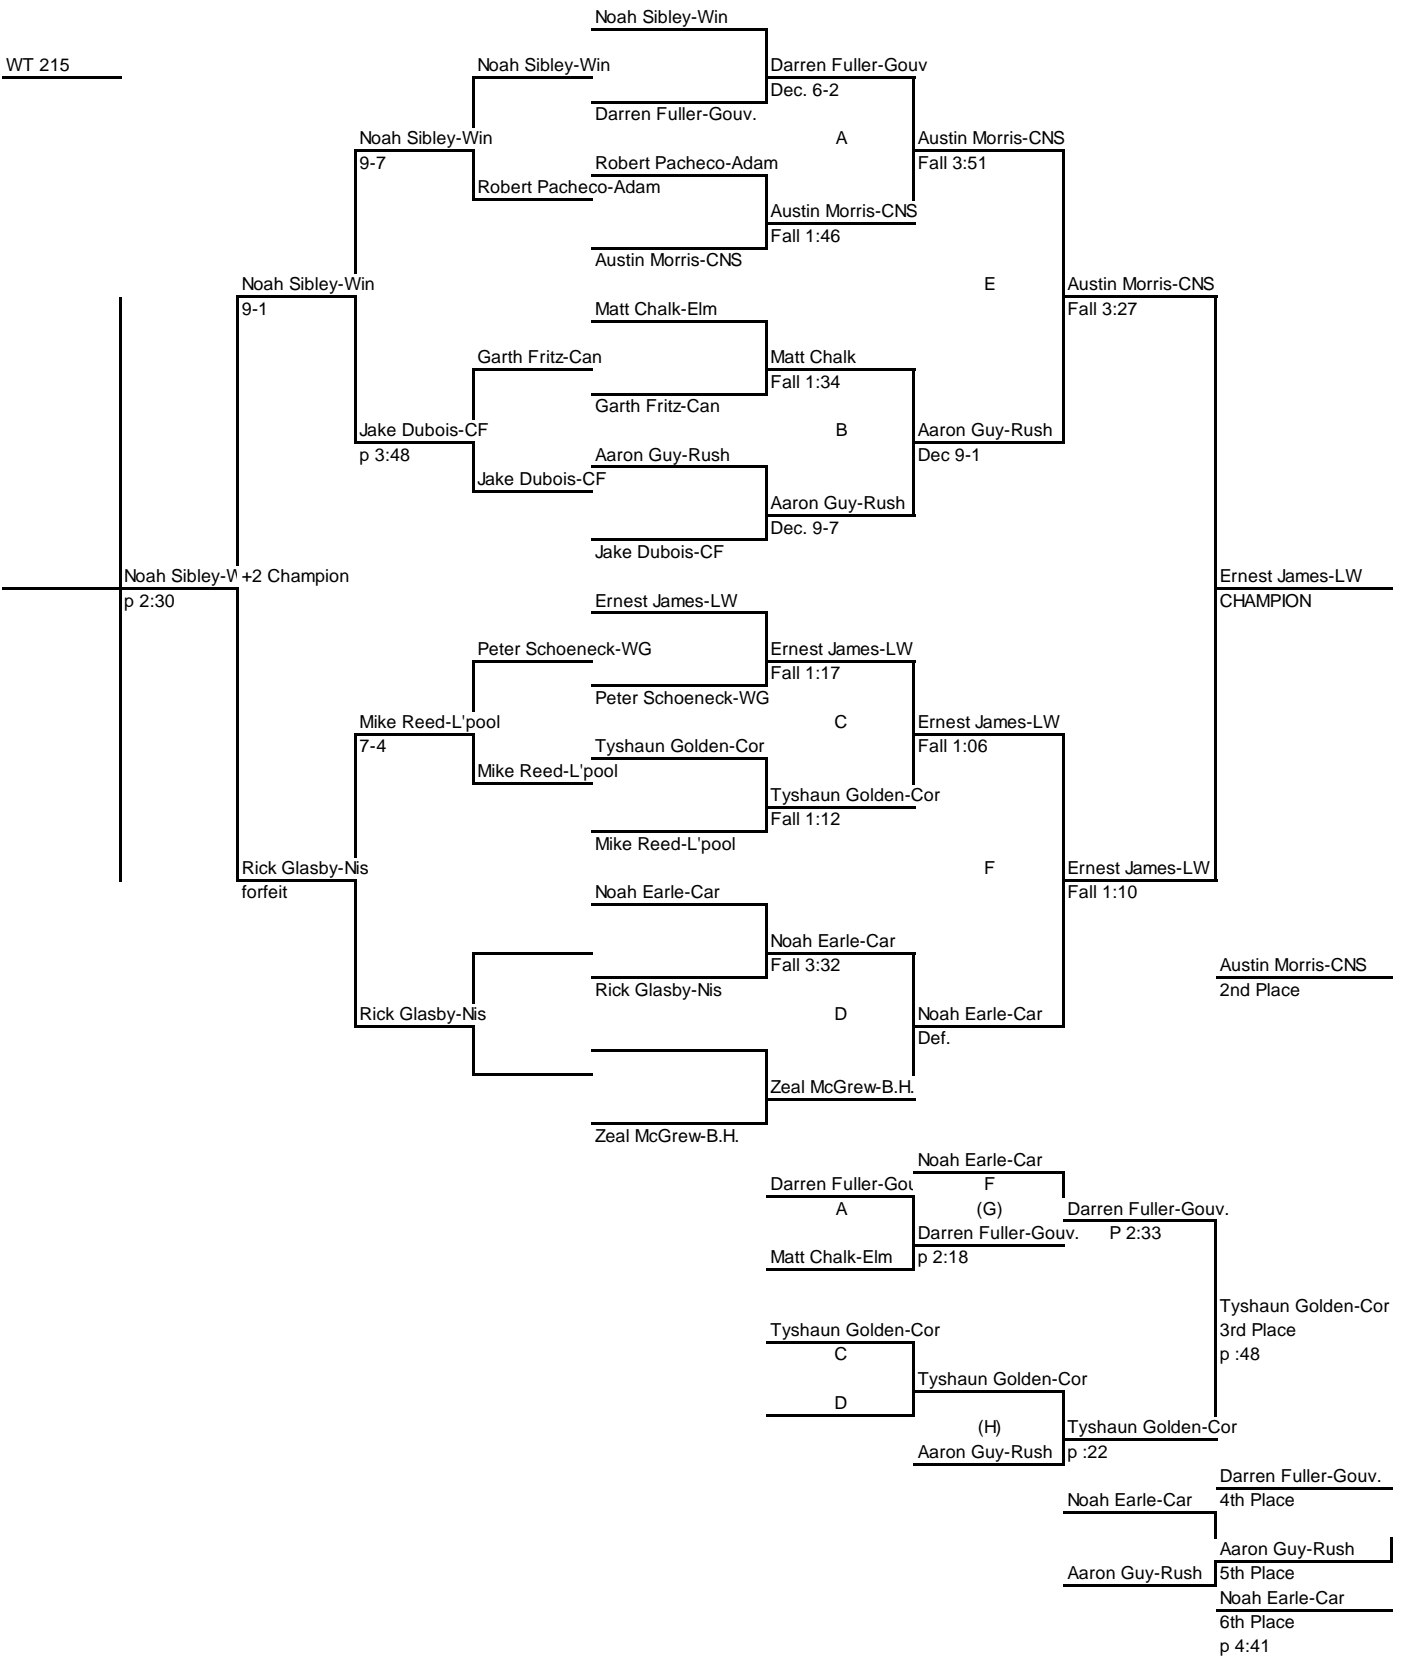 Noah Sibley-Win
WT 215
Noah Sibley-Win
Darren Fuller-Gouv
Dec. 6-2
Darren Fuller-Gouv.
Noah Sibley-Win
A
Austin Morris-CNS
9-7
Robert Pacheco-Adam
Fall 3:51
Robert Pacheco-Adam
Austin Morris-CNS
Fall 1:46
Austin Morris-CNS
Noah Sibley-Win
E
Austin Morris-CNS
9-1
Matt Chalk-Elm
Fall 3:27
Garth Fritz-Can
Matt Chalk
Fall 1:34
Garth Fritz-Can
Jake Dubois-CF
B
Aaron Guy-Rush
p 3:48
Aaron Guy-Rush
Dec 9-1
Jake Dubois-CF
Aaron Guy-Rush
Dec. 9-7
Jake Dubois-CF
Noah Sibley-W
+2 Champion
Ernest James-LW
p 2:30
Ernest James-LW
CHAMPION
Peter Schoeneck-WG
Ernest James-LW
Fall 1:17
Peter Schoeneck-WG
Mike Reed-L'pool
C
Ernest James-LW
7-4
Tyshaun Golden-Cor
Fall 1:06
Mike Reed-L'pool
Tyshaun Golden-Cor
Fall 1:12
Mike Reed-L'pool
Rick Glasby-Nis
F
Ernest James-LW
forfeit
Noah Earle-Car
Fall 1:10
Noah Earle-Car
Fall 3:32
Austin Morris-CNS
Rick Glasby-Nis
2nd Place
Rick Glasby-Nis
D
Noah Earle-Car
Def.
Zeal McGrew-B.H.
Zeal McGrew-B.H.
Noah Earle-Car
Darren Fuller-Gou
F
A
(G)
Darren Fuller-Gouv.
Darren Fuller-Gouv.
P 2:33
Matt Chalk-Elm
p 2:18
Tyshaun Golden-Cor
3rd Place
Tyshaun Golden-Cor
C
p :48
Tyshaun Golden-Cor
D
(H)
Tyshaun Golden-Cor
Aaron Guy-Rush
p :22
Darren Fuller-Gouv.
Noah Earle-Car
4th Place
Aaron Guy-Rush
Aaron Guy-Rush
5th Place
Noah Earle-Car
6th Place
p 4:41